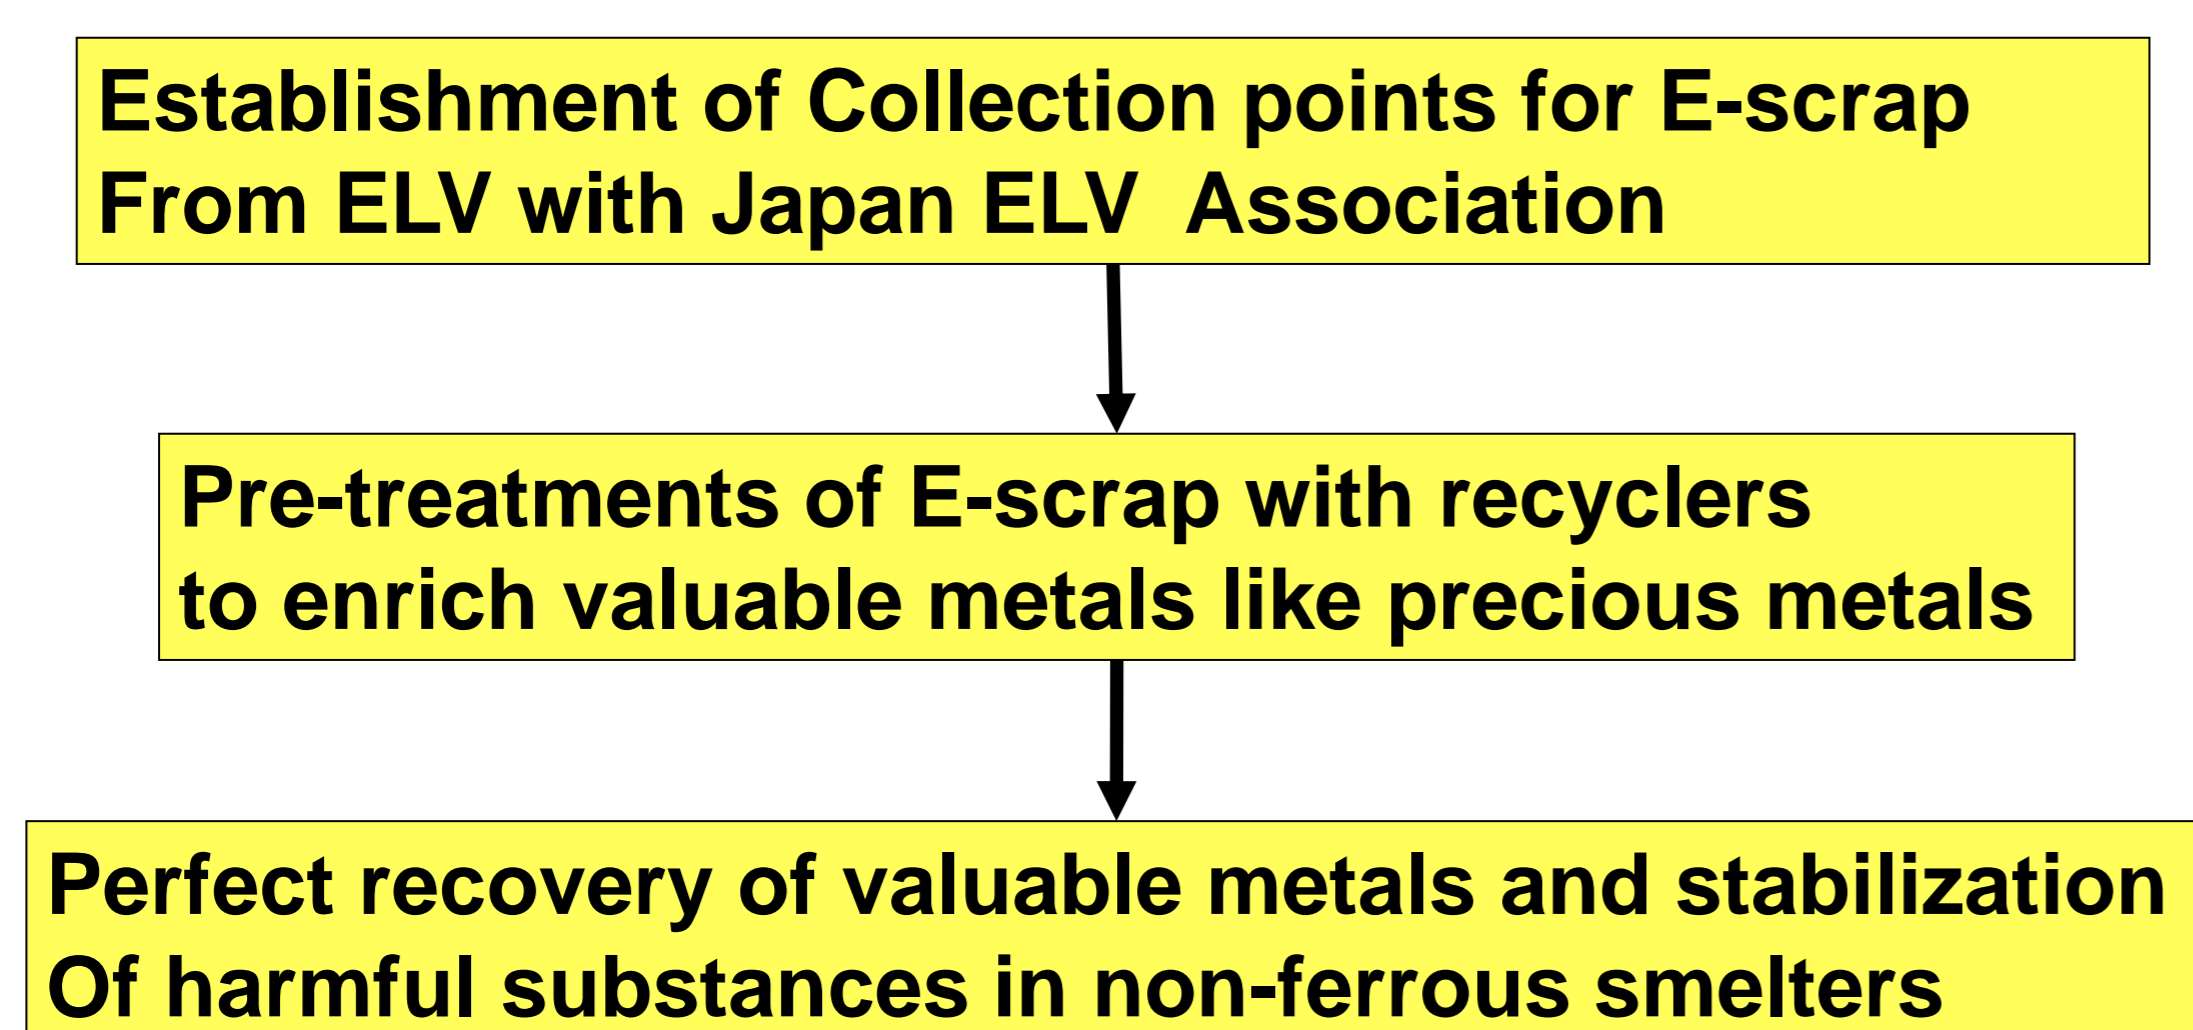 Establishment of Collection points for E-scrap
From ELV with Japan ELV  Association
Pre-treatments of E-scrap with recyclers
to enrich valuable metals like precious metals
Perfect recovery of valuable metals and stabilization
Of harmful substances in non-ferrous smelters